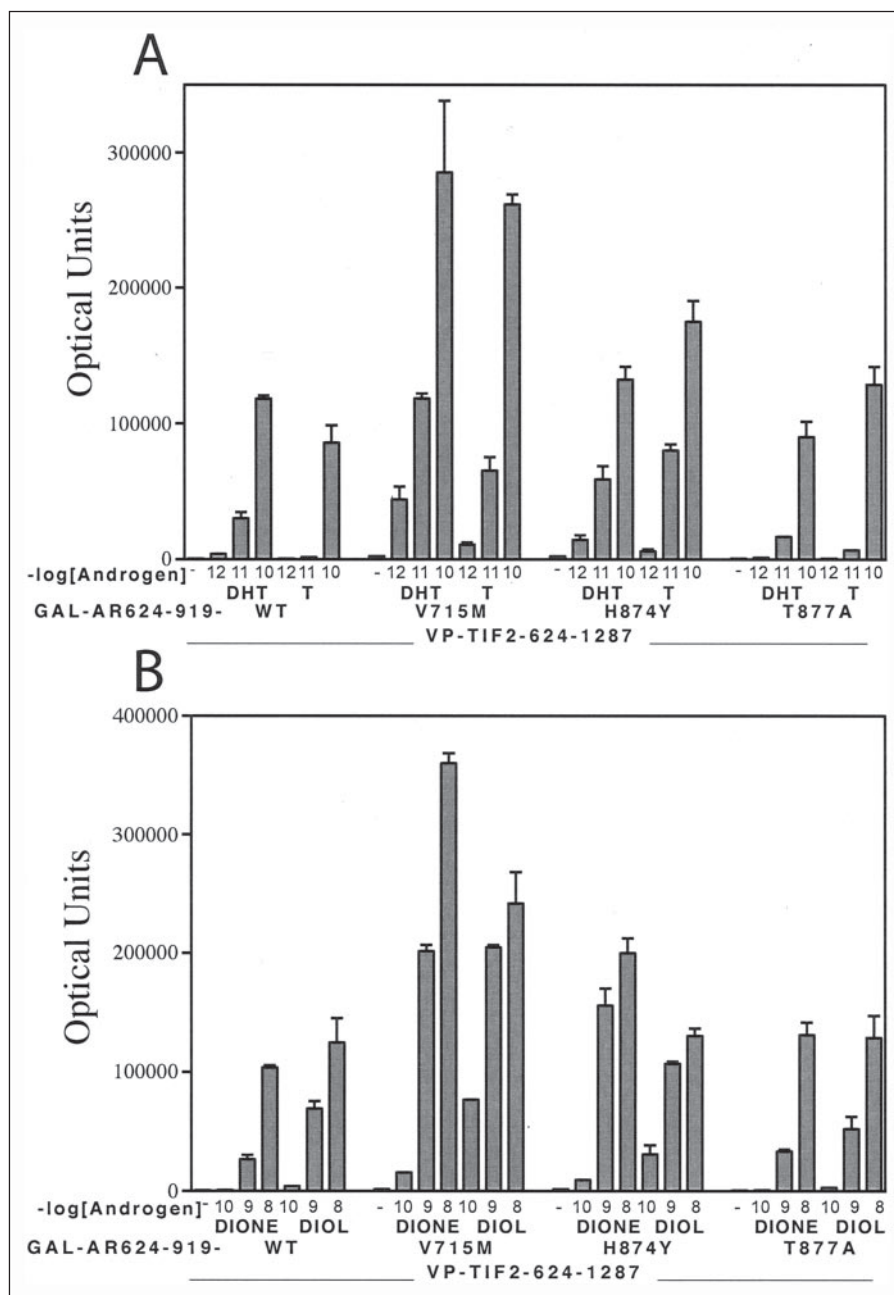 A
300000
200000
100000
0
Optical Units
-log[Androgen] - 12 11 10 12 11 10 - 12 11 10 12 11 10 - 12 11 10 12 11 10 - 12 11 10 12 11 10
DHT T DHT T DHT T DHT T
GAL-AR624-919- WT V715M H874Y T877A
VP-TIF2-624-1287
B
400000
300000
200000
100000
0
Optical Units
-log[Androgen] - 10 9 8 10 9 8 - 10 9 8 10 9 8 - 10 9 8 10 9 8 - 10 9 8 10 9 8
DIONE DIOL DIONE DIOL DIONE DIOL DIONE DIOL
GAL-AR624-919- WT V715M H874Y T877A
VP-TIF2-624-1287